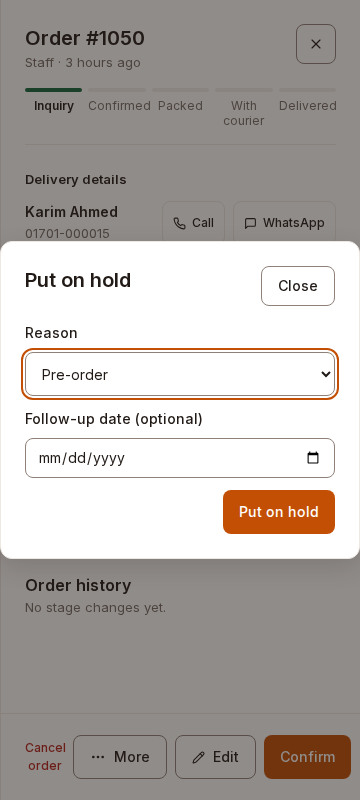 Order #1050
Staff · 3 hours ago
Inquiry
Confirmed
Packed
With courier
Delivered
Delivery details
Karim Ahmed
01701-000015
Call
WhatsApp
Put on hold
Close
Reason
Pre-order
Follow-up date (optional)
mm/dd/yyyy
Put on hold
Order history
No stage changes yet.
Cancel order
More
Edit
Confirm